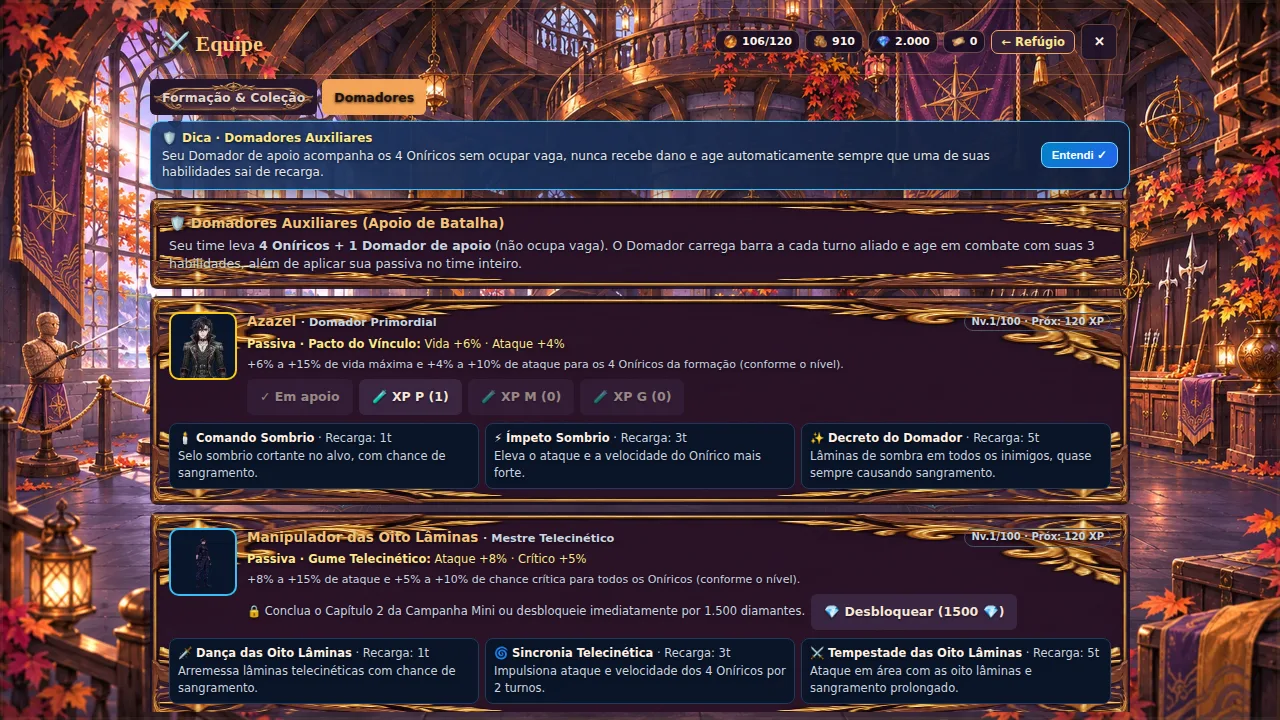 ⚔️ Equipe
106/120
910
2.000
0
← Refúgio
✕
Formação & Coleção
Domadores
🛡️ Dica · Domadores Auxiliares
Seu Domador de apoio acompanha os 4 Oníricos sem ocupar vaga, nunca recebe dano e age automaticamente sempre que uma de suas
habilidades sai de recarga.
Entendi ✓
🛡️ Domadores Auxiliares (Apoio de Batalha)
Seu time leva 4 Oníricos + 1 Domador de apoio (não ocupa vaga). O Domador carrega barra a cada turno aliado e age em combate com suas 3
habilidades, além de aplicar sua passiva no time inteiro.
Azazel · Domador Primordial
Nv.1/100 · Próx: 120 XP
Passiva · Pacto do Vínculo: Vida +6% · Ataque +4%
+6% a +15% de vida máxima e +4% a +10% de ataque para os 4 Oníricos da formação (conforme o nível).
✓ Em apoio
🧪 XP P (1)
🧪 XP M (0)
🧪 XP G (0)
🕯️ Comando Sombrio · Recarga: 1t
Selo sombrio cortante no alvo, com chance de
sangramento.
⚡ Ímpeto Sombrio · Recarga: 3t
Eleva o ataque e a velocidade do Onírico mais
forte.
✨ Decreto do Domador · Recarga: 5t
Lâminas de sombra em todos os inimigos, quase
sempre causando sangramento.
Manipulador das Oito Lâminas · Mestre Telecinético
Nv.1/100 · Próx: 120 XP
Passiva · Gume Telecinético: Ataque +8% · Crítico +5%
+8% a +15% de ataque e +5% a +10% de chance crítica para todos os Oníricos (conforme o nível).
🔒 Conclua o Capítulo 2 da Campanha Mini ou desbloqueie imediatamente por 1.500 diamantes.
💎 Desbloquear (1500 💎)
🗡️ Dança das Oito Lâminas · Recarga: 1t
Arremessa lâminas telecinéticas com chance de
sangramento.
🌀 Sincronia Telecinética · Recarga: 3t
Impulsiona ataque e velocidade dos 4 Oníricos por
2 turnos.
⚔️ Tempestade das Oito Lâminas · Recarga: 5t
Ataque em área com as oito lâminas e
sangramento prolongado.